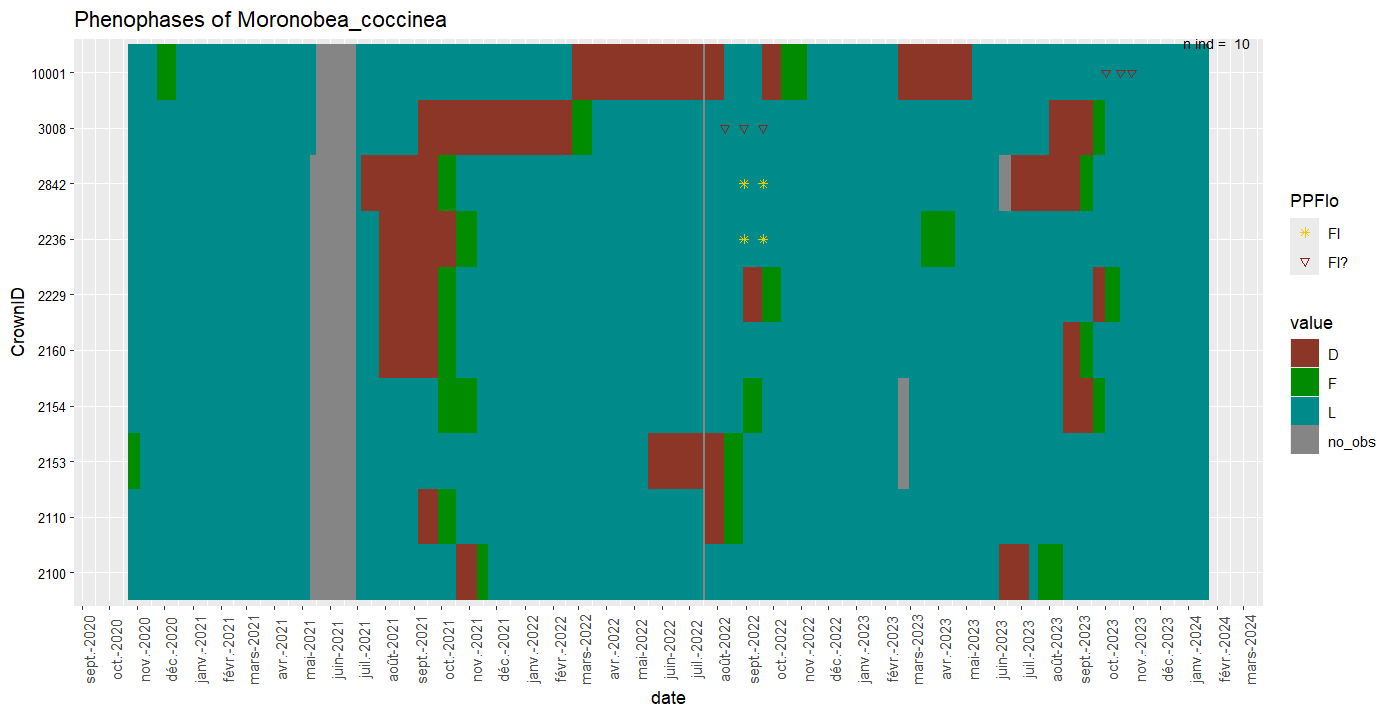 Phenophases of Moronobea_coccinea
n ind = 10
CrownID
10001
3008
2842
2236
2229
2160
2154
2153
2110
2100
sept.-2020
oct.-2020
nov.-2020
déc.-2020
janv.-2021
févr.-2021
mars-2021
avr.-2021
mai-2021
juin-2021
juil.-2021
août-2021
sept.-2021
oct.-2021
nov.-2021
déc.-2021
janv.-2022
févr.-2022
mars-2022
avr.-2022
mai-2022
juin-2022
juil.-2022
août-2022
sept.-2022
oct.-2022
nov.-2022
déc.-2022
janv.-2023
févr.-2023
mars-2023
avr.-2023
mai-2023
juin-2023
juil.-2023
août-2023
sept.-2023
oct.-2023
nov.-2023
déc.-2023
janv.-2024
févr.-2024
mars-2024
date
PPFlo
Fl
Fl?
value
D
F
L
no_obs